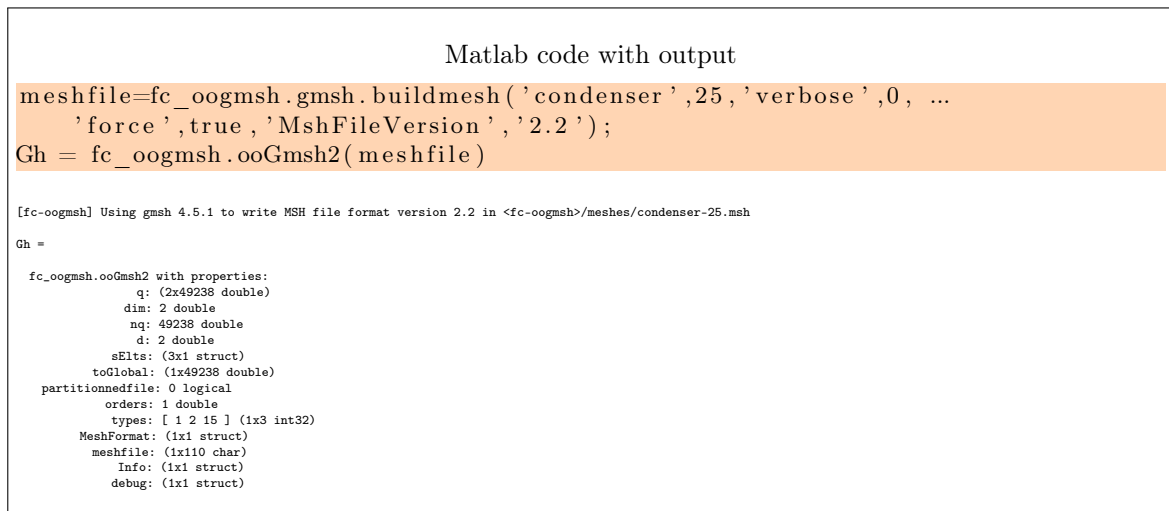 Matlab code with output
meshfile=fc_oogmsh.gmsh.buildmesh('condenser',25,'verbose',0, ...
'force',true,'MshFileVersion','2.2');
Gh = fc_oogmsh.ooGmsh2(meshfile)
[fc-oogmsh] Using gmsh 4.5.1 to write MSH file format version 2.2 in <fc-oogmsh>/meshes/condenser-25.msh
Gh =
fc_oogmsh.ooGmsh2 with properties:
q: (2x49238 double)
dim: 2 double
nq: 49238 double
d: 2 double
sElts: (3x1 struct)
toGlobal: (1x49238 double)
partitionnedfile: 0 logical
orders: 1 double
types: [ 1 2 15 ] (1x3 int32)
MeshFormat: (1x1 struct)
meshfile: (1x110 char)
Info: (1x1 struct)
debug: (1x1 struct)